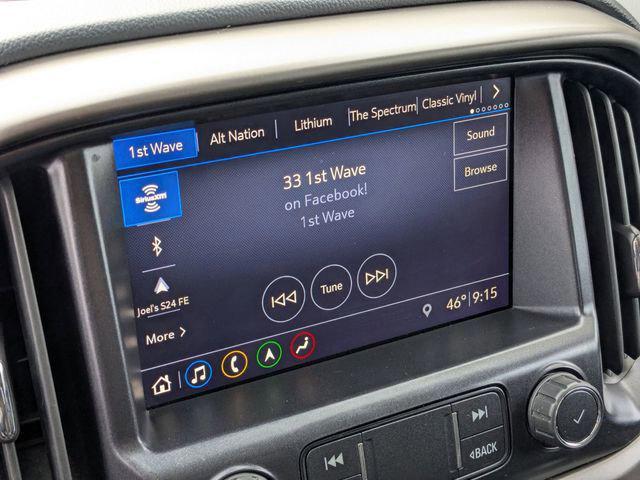 1st Wave Alt Nation Lithium The Spectrum Classic Vinyl
SiriusXM
33 1st Wave
on Facebook!
1st Wave
Sound
Browse
Joel's S24 FE
More
Tune
46° 9:15
BACK